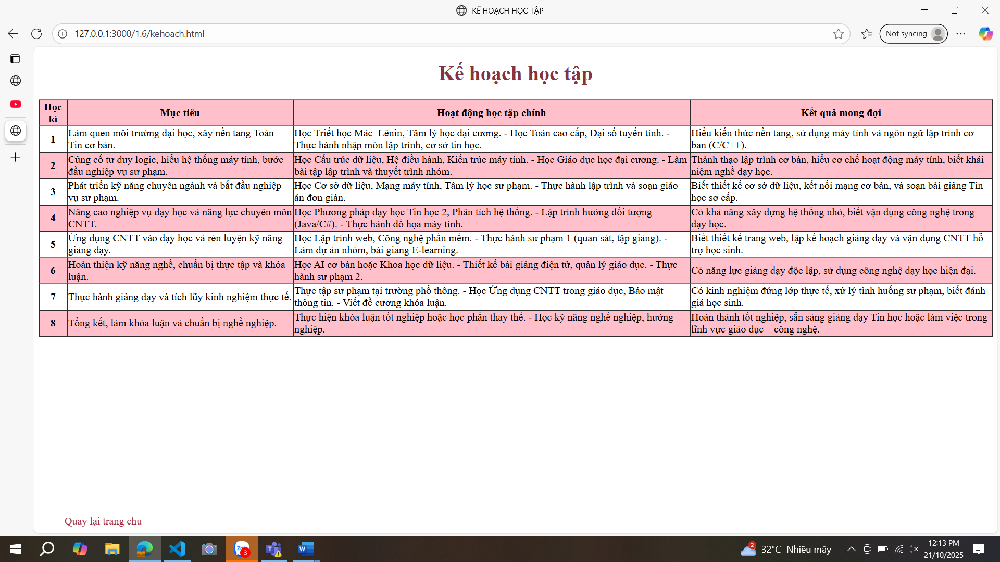 KẾ HOẠCH HỌC TẬP
127.0.0.1:3000/1.6/kehoach.html
Not syncing
Kế hoạch học tập
Học
kì
Mục tiêu
Hoạt động học tập chính
Kết quả mong đợi
1
Làm quen môi trường đại học, xây nền tảng Toán –
Tin cơ bản.
Học Triết học Mác–Lênin, Tâm lý học đại cương. - Học Toán cao cấp, Đại số tuyến tính. -
Thực hành nhập môn lập trình, cơ sở tin học.
Hiểu kiến thức nền tảng, sử dụng máy tính và ngôn ngữ lập trình cơ
bản (C/C++).
2
Củng cố tư duy logic, hiểu hệ thống máy tính, bước
đầu nghiệp vụ sư phạm.
Học Cấu trúc dữ liệu, Hệ điều hành, Kiến trúc máy tính. - Học Giáo dục học đại cương. - Làm
bài tập lập trình và thuyết trình nhóm.
Thành thạo lập trình cơ bản, hiểu cơ chế hoạt động máy tính, biết khái
niệm nghề dạy học.
3
Phát triển kỹ năng chuyên ngành và bắt đầu nghiệp
vụ sư phạm.
Học Cơ sở dữ liệu, Mạng máy tính, Tâm lý học sư phạm. - Thực hành lập trình và soạn giáo
án đơn giản.
Biết thiết kế cơ sở dữ liệu, kết nối mạng cơ bản, và soạn bài giảng Tin
học sơ cấp.
4
Nâng cao nghiệp vụ dạy học và năng lực chuyên môn
CNTT.
Học Phương pháp dạy học Tin học 2, Phân tích hệ thống. - Lập trình hướng đối tượng
(Java/C#). - Thực hành đồ họa máy tính.
Có khả năng xây dựng hệ thống nhỏ, biết vận dụng công nghệ trong
dạy học.
5
Ứng dụng CNTT vào dạy học và rèn luyện kỹ năng
giảng dạy.
Học Lập trình web, Công nghệ phần mềm. - Thực hành sư phạm 1 (quan sát, tập giảng). -
Làm dự án nhóm, bài giảng E-learning.
Biết thiết kế trang web, lập kế hoạch giảng dạy và vận dụng CNTT hỗ
trợ học sinh.
6
Hoàn thiện kỹ năng nghề, chuẩn bị thực tập và khóa
luận.
Học AI cơ bản hoặc Khoa học dữ liệu. - Thiết kế bài giảng điện tử, quản lý giáo dục. - Thực
hành sư phạm 2.
Có năng lực giảng dạy độc lập, sử dụng công nghệ dạy học hiện đại.
7
Thực hành giảng dạy và tích lũy kinh nghiệm thực tế.
Thực tập sư phạm tại trường phổ thông. - Học Ứng dụng CNTT trong giáo dục, Bảo mật
thông tin. - Viết đề cương khóa luận.
Có kinh nghiệm đứng lớp thực tế, xử lý tình huống sư phạm, biết đánh
giá học sinh.
8
Tổng kết, làm khóa luận và chuẩn bị nghề nghiệp.
Thực hiện khóa luận tốt nghiệp hoặc học phần thay thế. - Học kỹ năng nghề nghiệp, hướng
nghiệp.
Hoàn thành tốt nghiệp, sẵn sàng giảng dạy Tin học hoặc làm việc trong
lĩnh vực giáo dục – công nghệ.
Quay lại trang chủ
3
2
32°C Nhiều mây
12:13 PM
21/10/2025